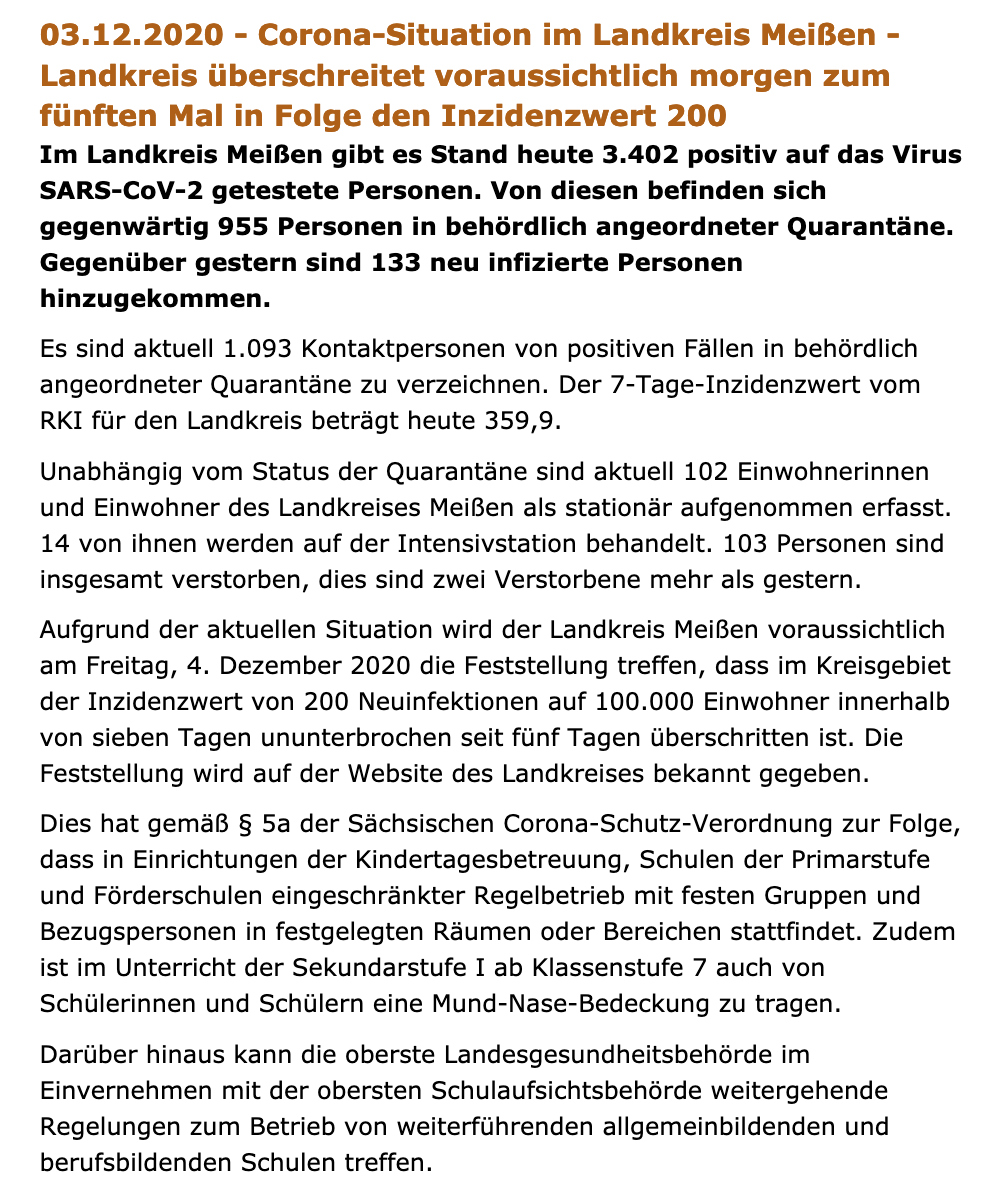 03.12.2020 - Corona-Situation im Landkreis Meißen -
Landkreis überschreitet voraussichtlich morgen zum
fünften Mal in Folge den Inzidenzwert 200
Im Landkreis Meißen gibt es Stand heute 3.402 positiv auf das Virus
SARS-CoV-2 getestete Personen. Von diesen befinden sich
gegenwärtig 955 Personen in behördlich angeordneter Quarantäne.
Gegenüber gestern sind 133 neu infizierte Personen
hinzugekommen.
Es sind aktuell 1.093 Kontaktpersonen von positiven Fällen in behördlich
angeordneter Quarantäne zu verzeichnen. Der 7-Tage-Inzidenzwert vom
RKI für den Landkreis beträgt heute 359,9.
Unabhängig vom Status der Quarantäne sind aktuell 102 Einwohnerinnen
und Einwohner des Landkreises Meißen als stationär aufgenommen erfasst.
14 von ihnen werden auf der Intensivstation behandelt. 103 Personen sind
insgesamt verstorben, dies sind zwei Verstorbene mehr als gestern.
Aufgrund der aktuellen Situation wird der Landkreis Meißen voraussichtlich
am Freitag, 4. Dezember 2020 die Feststellung treffen, dass im Kreisgebiet
der Inzidenzwert von 200 Neuinfektionen auf 100.000 Einwohner innerhalb
von sieben Tagen ununterbrochen seit fünf Tagen überschritten ist. Die
Feststellung wird auf der Website des Landkreises bekannt gegeben.
Dies hat gemäß § 5a der Sächsischen Corona-Schutz-Verordnung zur Folge,
dass in Einrichtungen der Kindertagesbetreuung, Schulen der Primarstufe
und Förderschulen eingeschränkter Regelbetrieb mit festen Gruppen und
Bezugspersonen in festgelegten Räumen oder Bereichen stattfindet. Zudem
ist im Unterricht der Sekundarstufe I ab Klassenstufe 7 auch von
Schülerinnen und Schülern eine Mund-Nase-Bedeckung zu tragen.
Darüber hinaus kann die oberste Landesgesundheitsbehörde im
Einvernehmen mit der obersten Schulaufsichtsbehörde weitergehende
Regelungen zum Betrieb von weiterführenden allgemeinbildenden und
berufsbildenden Schulen treffen.